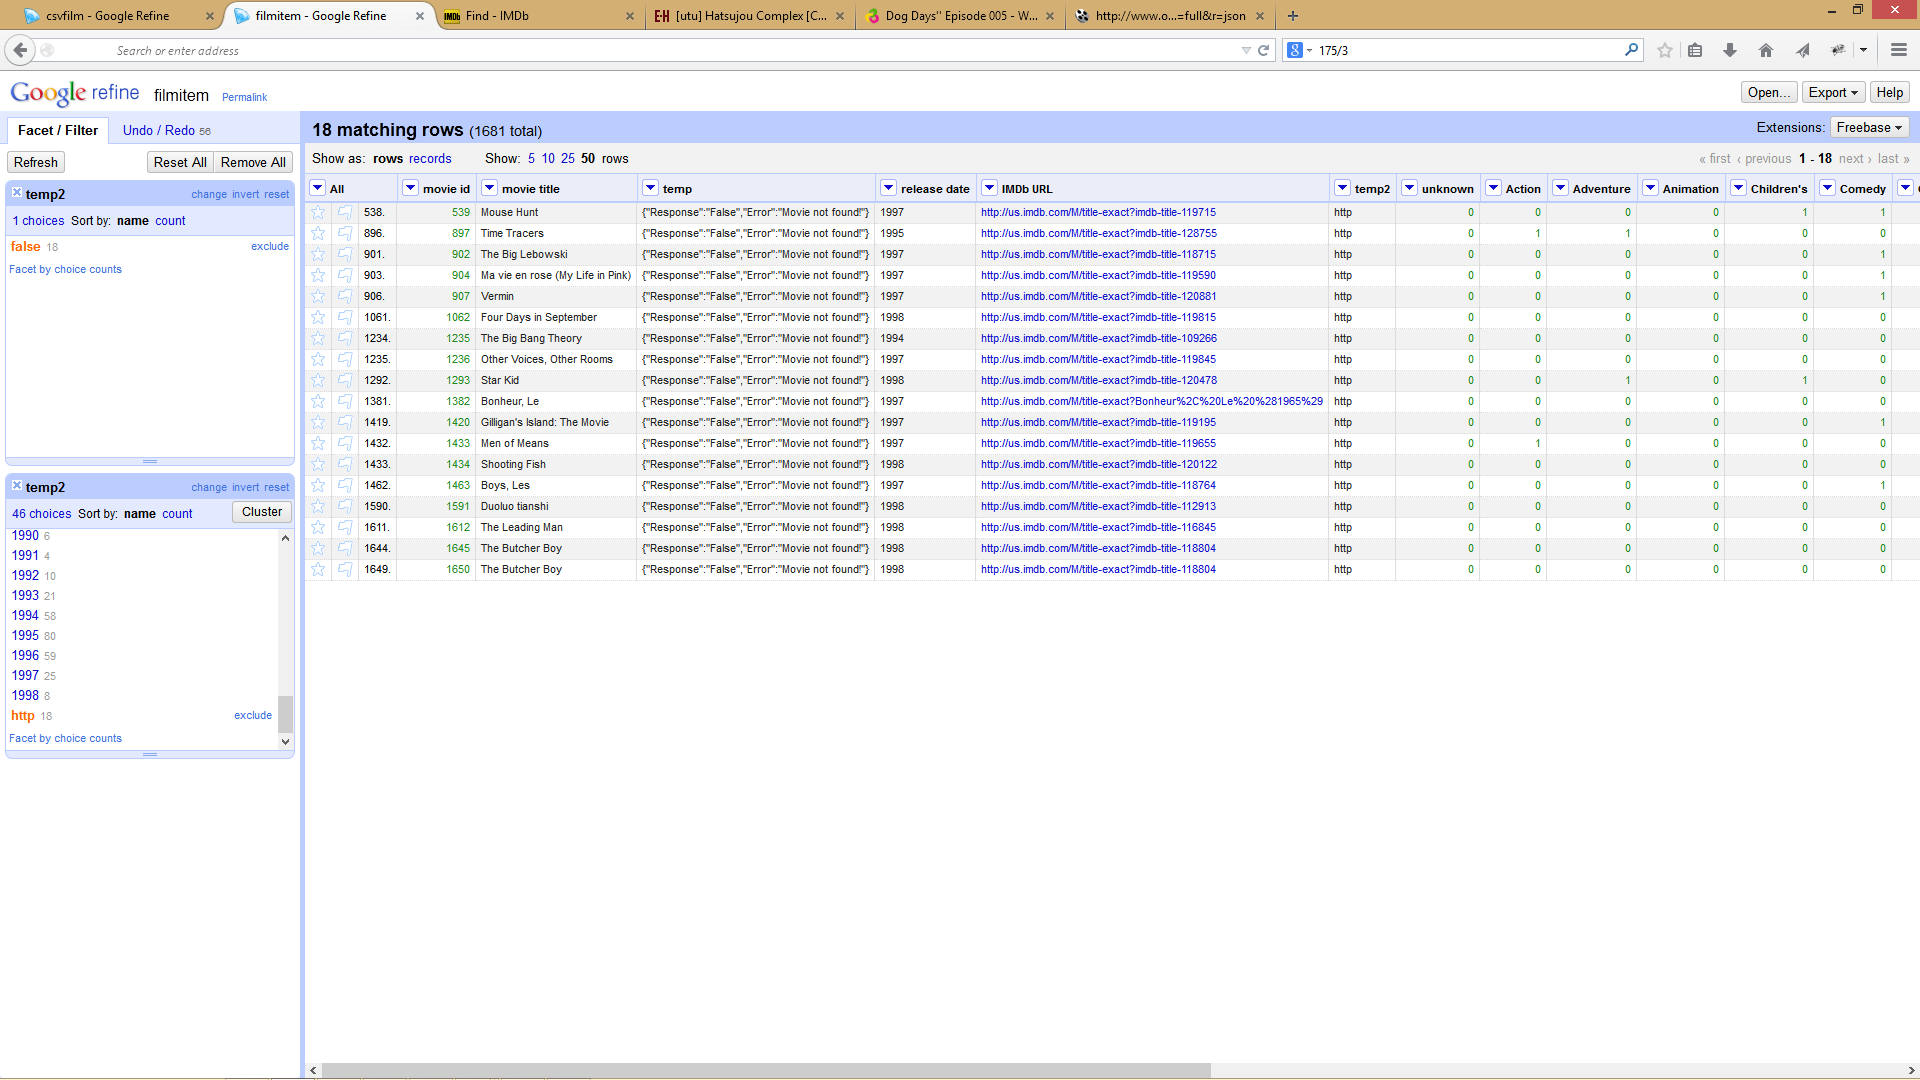 csvfilm - Google Refine
filmitem - Google Refine
IMDb Find - IMDb
E-H [utu] Hatsujou Complex [C...
Dog Days'' Episode 005 - W...
http://www.o...=full&r=json
Search or enter address
8 175/3
Google refine filmitem Permalink
Open... Export Help
Facet / Filter Undo / Redo 56
18 matching rows (1681 total)
Extensions: Freebase
Refresh Reset All Remove All
Show as: rows records Show: 5 10 25 50 rows
« first ‹ previous 1 - 18 next › last »
temp2 change invert reset
1 choices Sort by: name count
false 18 exclude
Facet by choice counts
temp2 change invert reset
46 choices Sort by: name count Cluster
1990 6
1991 4
1992 10
1993 21
1994 58
1995 80
1996 59
1997 25
1998 8
http 18 exclude
Facet by choice counts
All movie id movie title temp release date IMDb URL temp2 unknown Action Adventure Animation Children's Comedy
538. 539 Mouse Hunt {"Response":"False","Error":"Movie not found!"} 1997 http://us.imdb.com/M/title-exact?imdb-title-119715 http 0 0 0 0 1 1
896. 897 Time Tracers {"Response":"False","Error":"Movie not found!"} 1995 http://us.imdb.com/M/title-exact?imdb-title-128755 http 0 1 1 0 0 0
901. 902 The Big Lebowski {"Response":"False","Error":"Movie not found!"} 1997 http://us.imdb.com/M/title-exact?imdb-title-118715 http 0 0 0 0 0 1
903. 904 Ma vie en rose (My Life in Pink) {"Response":"False","Error":"Movie not found!"} 1997 http://us.imdb.com/M/title-exact?imdb-title-119590 http 0 0 0 0 0 1
906. 907 Vermin {"Response":"False","Error":"Movie not found!"} 1997 http://us.imdb.com/M/title-exact?imdb-title-120881 http 0 0 0 0 0 1
1061. 1062 Four Days in September {"Response":"False","Error":"Movie not found!"} 1998 http://us.imdb.com/M/title-exact?imdb-title-119815 http 0 0 0 0 0 0
1234. 1235 The Big Bang Theory {"Response":"False","Error":"Movie not found!"} 1994 http://us.imdb.com/M/title-exact?imdb-title-109266 http 0 0 0 0 0 0
1235. 1236 Other Voices, Other Rooms {"Response":"False","Error":"Movie not found!"} 1997 http://us.imdb.com/M/title-exact?imdb-title-119845 http 0 0 0 0 0 0
1292. 1293 Star Kid {"Response":"False","Error":"Movie not found!"} 1998 http://us.imdb.com/M/title-exact?imdb-title-120478 http 0 0 1 0 1 0
1381. 1382 Bonheur, Le {"Response":"False","Error":"Movie not found!"} 1997 http://us.imdb.com/M/title-exact?Bonheur%2C%20Le%20%281965%29 http 0 0 0 0 0 0
1419. 1420 Gilligan's Island: The Movie {"Response":"False","Error":"Movie not found!"} 1997 http://us.imdb.com/M/title-exact?imdb-title-119195 http 0 0 0 0 0 1
1432. 1433 Men of Means {"Response":"False","Error":"Movie not found!"} 1997 http://us.imdb.com/M/title-exact?imdb-title-119655 http 0 1 0 0 0 0
1433. 1434 Shooting Fish {"Response":"False","Error":"Movie not found!"} 1998 http://us.imdb.com/M/title-exact?imdb-title-120122 http 0 0 0 0 0 0
1462. 1463 Boys, Les {"Response":"False","Error":"Movie not found!"} 1997 http://us.imdb.com/M/title-exact?imdb-title-118764 http 0 0 0 0 0 1
1590. 1591 Duoluo tianshi {"Response":"False","Error":"Movie not found!"} 1998 http://us.imdb.com/M/title-exact?imdb-title-112913 http 0 0 0 0 0 0
1611. 1612 The Leading Man {"Response":"False","Error":"Movie not found!"} 1998 http://us.imdb.com/M/title-exact?imdb-title-116845 http 0 0 0 0 0 0
1644. 1645 The Butcher Boy {"Response":"False","Error":"Movie not found!"} 1998 http://us.imdb.com/M/title-exact?imdb-title-118804 http 0 0 0 0 0 0
1649. 1650 The Butcher Boy {"Response":"False","Error":"Movie not found!"} 1998 http://us.imdb.com/M/title-exact?imdb-title-118804 http 0 0 0 0 0 0